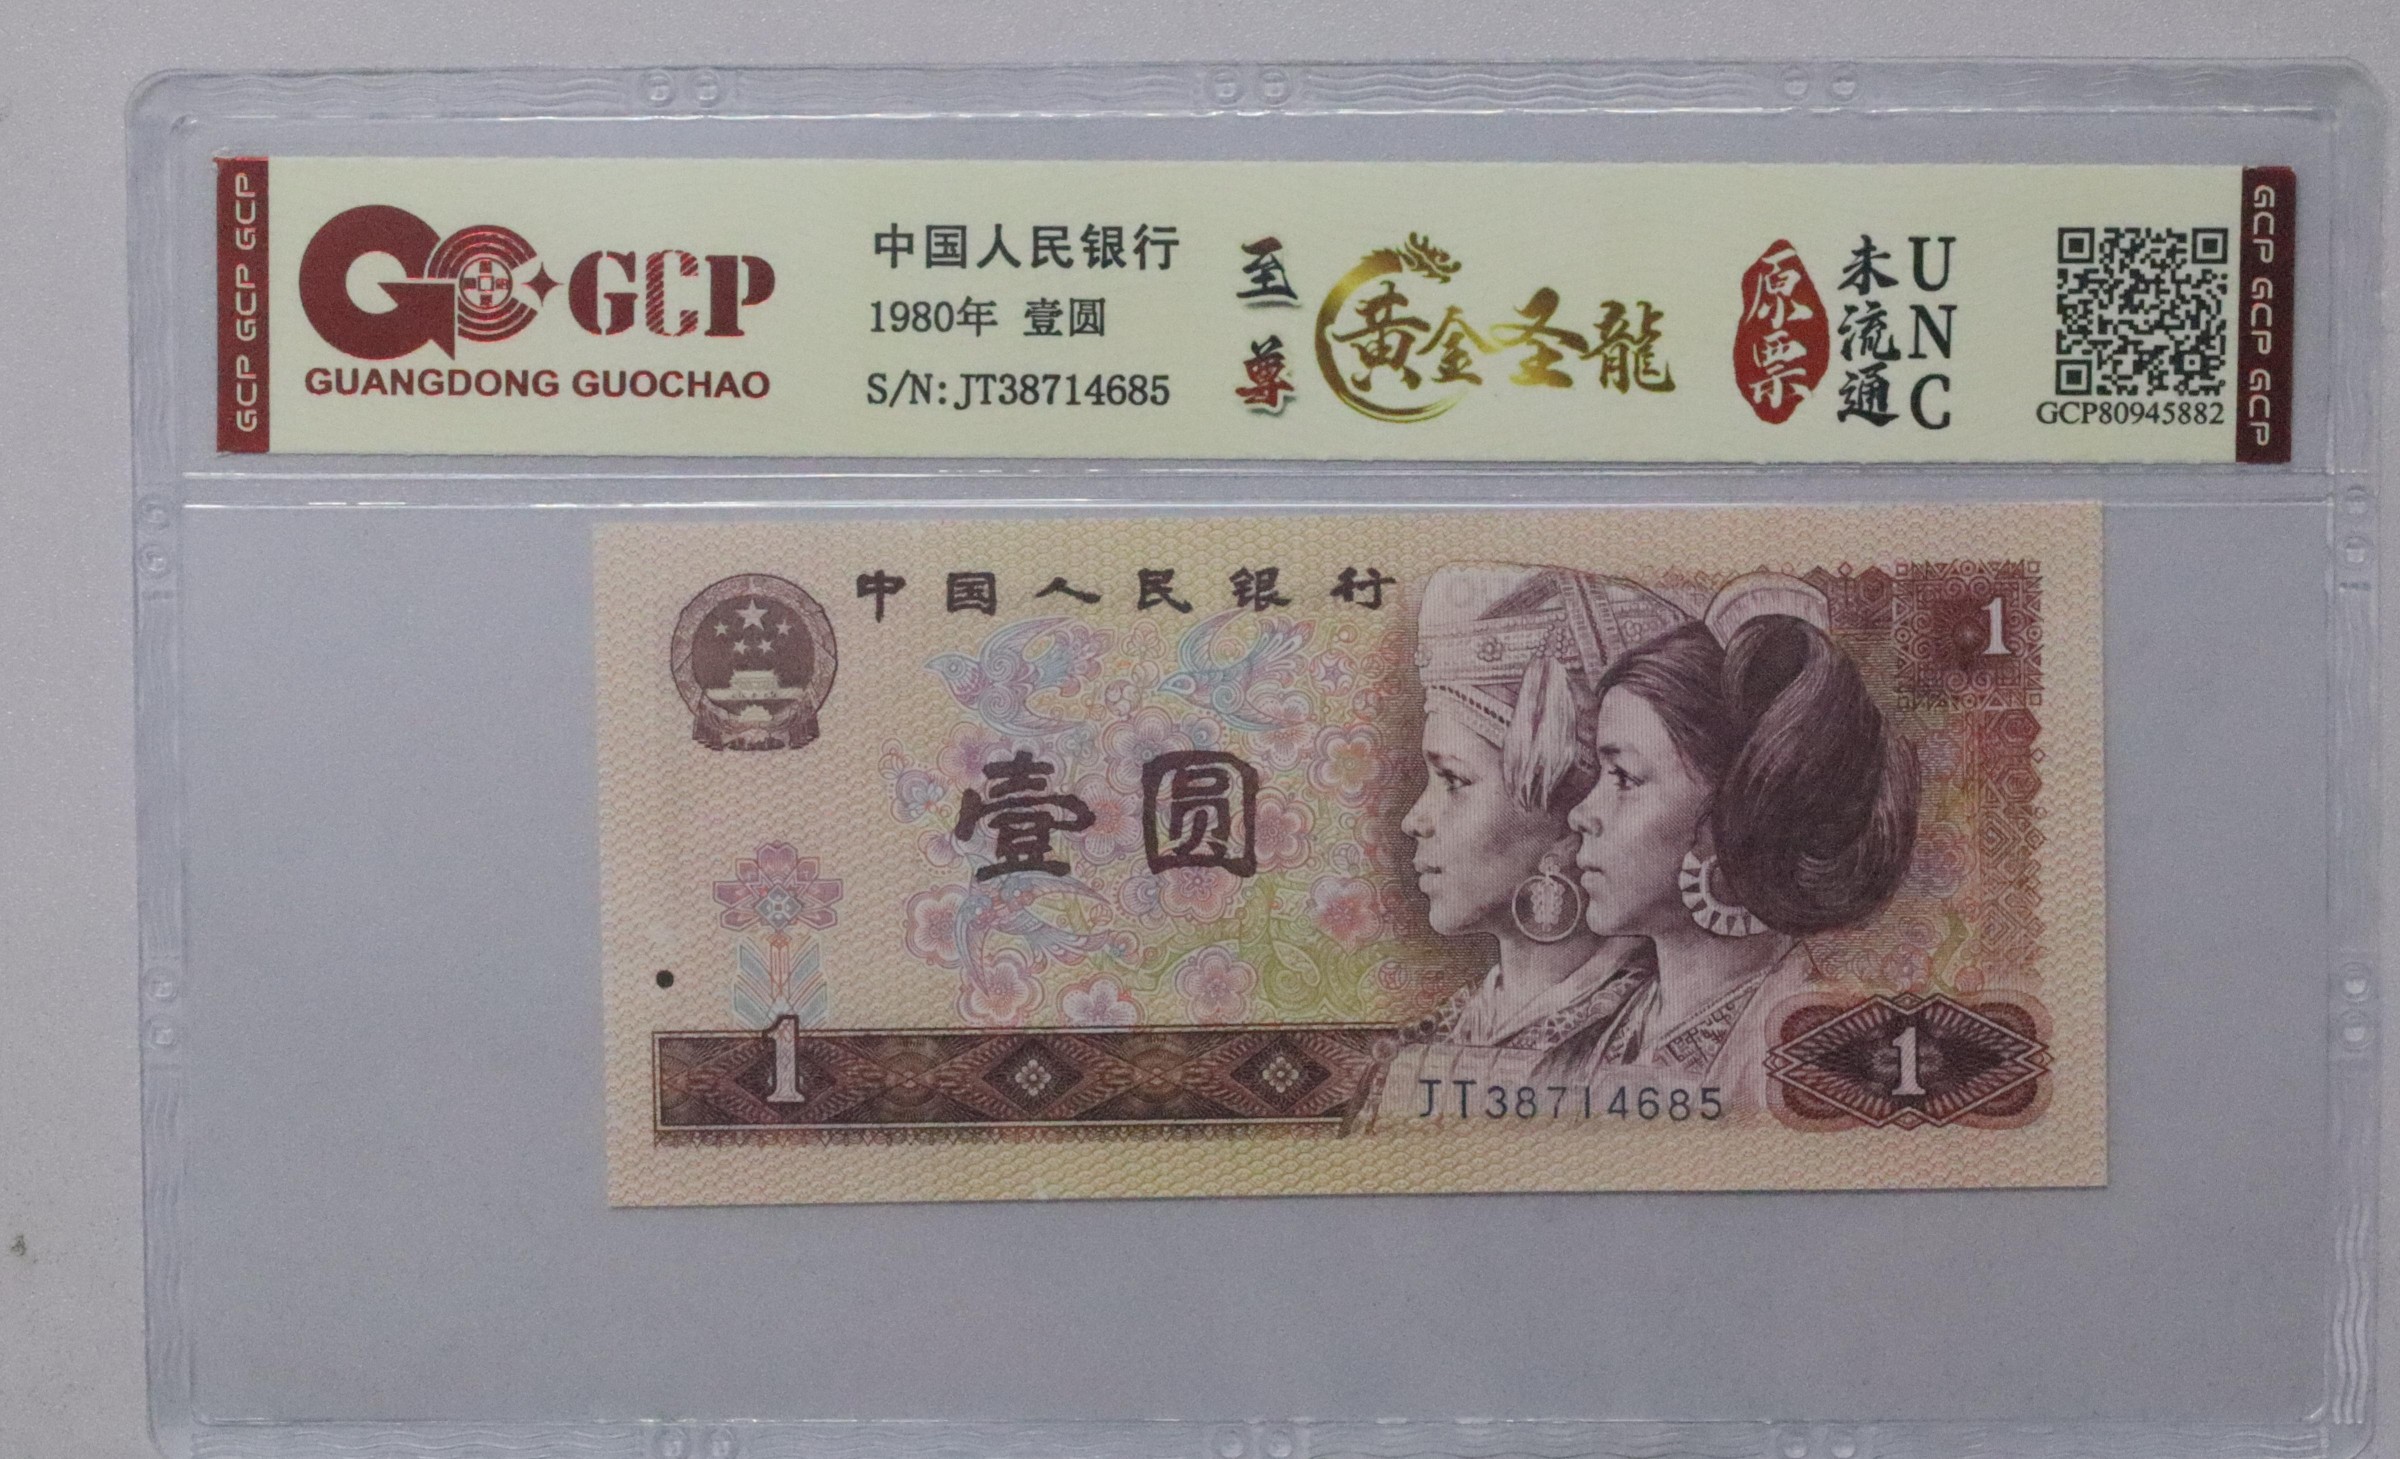 GCP GCP GCP
GCP
GUANGDONG GUOCHAO
中国人民银行
1980年 壹圆
S/N:JT38714685
至尊
黄金圣龍
原票
未流通
UNC
GCP80945882
GCP GCP GCP
中国人民银行
1
壹圆
1
JT38714685
1